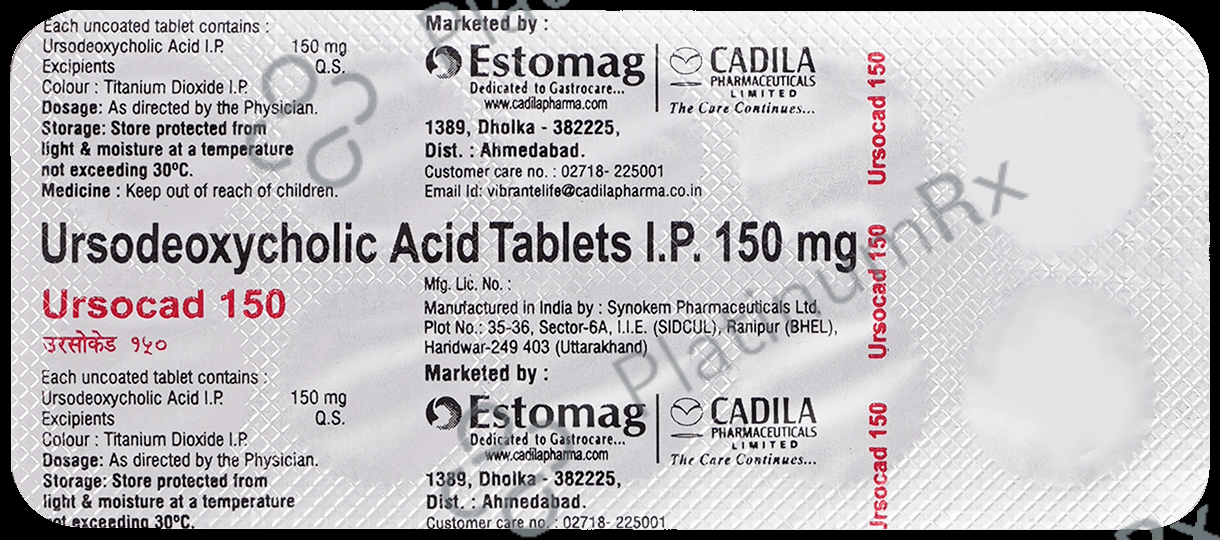 Each uncoated tablet contains :
Ursodeoxycholic Acid I.P. 150 mg
Excipients Q.S.
Colour : Titanium Dioxide I.P.
Dosage: As directed by the Physician.
Storage: Store protected from
light & moisture at a temperature
not exceeding 30ºC.
Medicine : Keep out of reach of children.
Marketed by :
Estomag
Dedicated to Gastrocare...
www.cadilapharma.com
CADILA
PHARMACEUTICALS
LIMITED
The Care Continues...
1389, Dholka - 382225,
Dist. : Ahmedabad.
Customer care no. : 02718- 225001
Email Id: vibrantelife@cadilapharma.co.in
Ursodeoxycholic Acid Tablets I.P. 150 mg
Ursocad 150
उरसोकेड १५०
Mfg. Lic. No. :
Manufactured in India by : Synokem Pharmaceuticals Ltd.
Plot No.: 35-36, Sector-6A, I.I.E. (SIDCUL), Ranipur (BHEL),
Haridwar-249 403 (Uttarakhand)
Each uncoated tablet contains :
Ursodeoxycholic Acid I.P. 150 mg
Excipients Q.S.
Colour : Titanium Dioxide I.P.
Dosage: As directed by the Physician.
Storage: Store protected from
light & moisture at a temperature
not exceeding 30ºC.
Marketed by :
Estomag
Dedicated to Gastrocare...
www.cadilapharma.com
CADILA
PHARMACEUTICALS
LIMITED
The Care Continues...
1389, Dholka - 382225,
Dist. : Ahmedabad.
Customer care no. : 02718- 225001
Ursocad 150
Ursocad 150
Ursocad 150
PlatinumRx